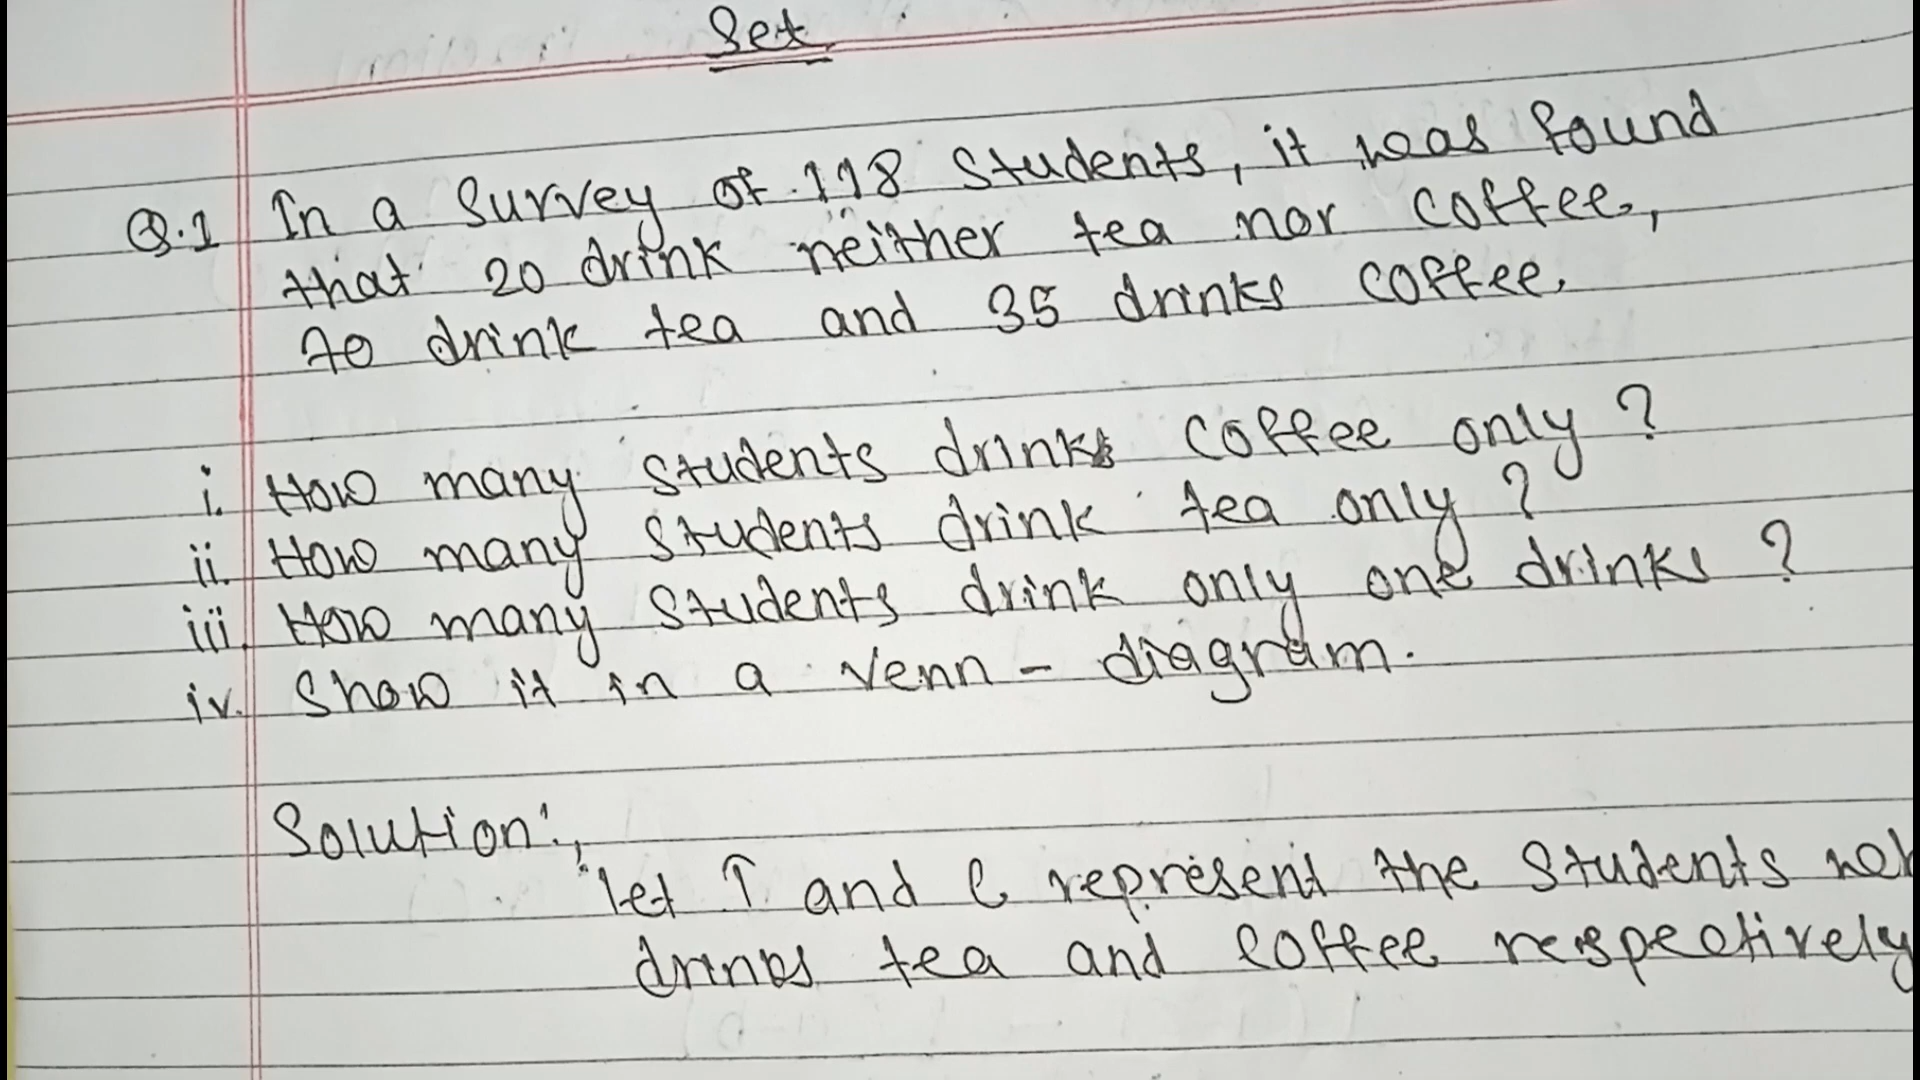 Set
Q.1 In a survey of 118 students, it was found
that 20 drink neither tea nor coffee,
70 drink tea and 35 drinks coffee.
i. How many students drinks coffee only?
ii. How many students drink tea only?
iii. How many students drink only one drinks?
iv. Show it in a venn-diagram.
Solution:,
let T and C represent the students
tea and coffee respectively